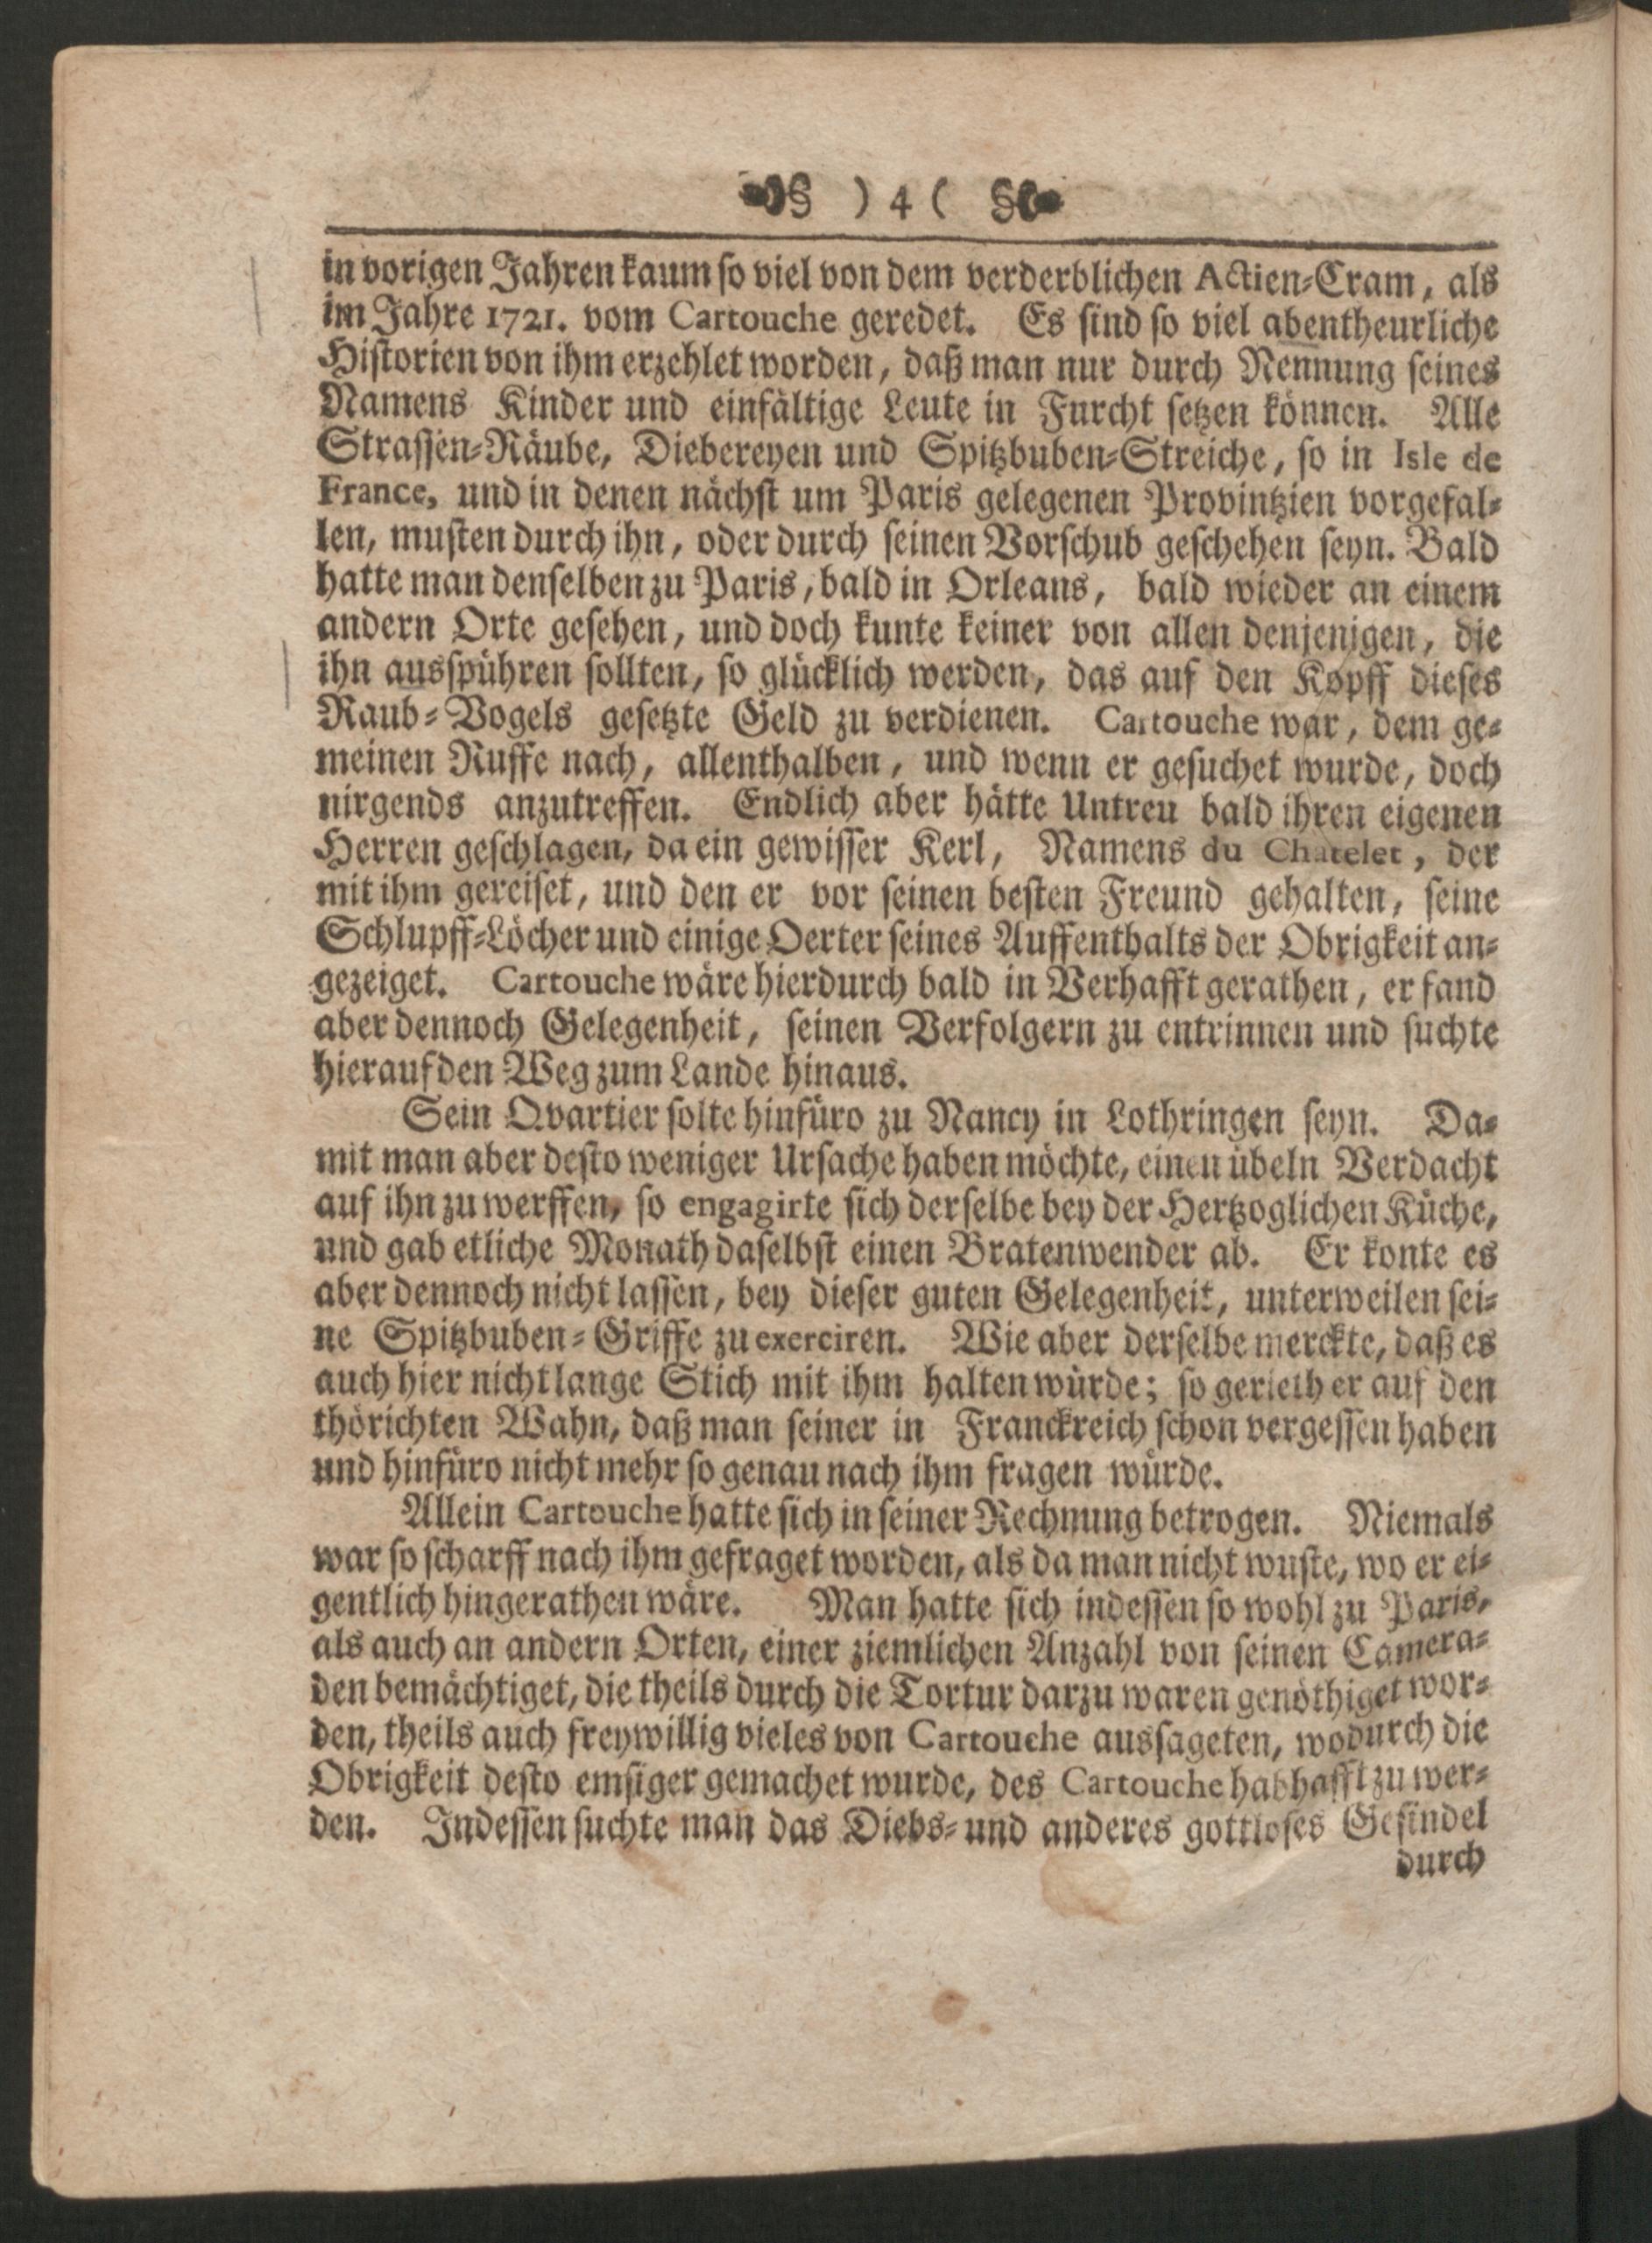 ) 4 (
in vorigen Jahren kaum so viel von dem verderblichen Actien-Cram, als
im Jahre 1721. vom Cartouche geredet. Es sind so viel abentheurliche
Historien von ihm erzehlet worden, daß man nur durch Nennung seines
Namens Kinder und einfältige Leute in Furcht setzen können. Alle
Strassen-Räube, Diebereyen und Spitzbuben-Streiche, so in Isle de
France, und in denen nächst um Paris gelegenen Provintzien vorgefal-
len, musten durch ihn, oder durch seinen Vorschub geschehen seyn. Bald
hatte man denselben zu Paris, bald in Orleans, bald wieder an einem
andern Orte gesehen, und doch kunte keiner von allen denjenigen, die
ihn ausspühren sollten, so glücklich werden, das auf den Kopff dieses
Raub-Vogels gesetzte Geld zu verdienen. Cartouche war, dem ge-
meinen Ruffe nach, allenthalben, und wenn er gesuchet wurde, doch
nirgends anzutreffen. Endlich aber hätte Untreu bald ihren eigenen
Herren geschlagen, da ein gewisser Kerl, Namens du Chatelet, der
mit ihm gereiset, und den er vor seinen besten Freund gehalten, seine
Schlupff-Löcher und einige Oerter seines Auffenthalts der Obrigkeit an-
gezeiget. Cartouche wäre hierdurch bald in Verhafft gerathen, er fand
aber dennoch Gelegenheit, seinen Verfolgern zu entrinnen und suchte
hierauf den Weg zum Lande hinaus.
Sein Qvartier solte hinfüro zu Nancy in Lothringen seyn. Da-
mit man aber desto weniger Ursache haben möchte, einen übeln Verdacht
auf ihn zu werffen, so engagirte sich derselbe bey der Hertzoglichen Küche,
und gab etliche Monath daselbst einen Bratenwender ab. Er konte es
aber dennoch nicht lassen, bey dieser guten Gelegenheit, unterweilen sei-
ne Spitzbuben-Griffe zu exerciren. Wie aber derselbe merckte, daß es
auch hier nicht lange Stich mit ihm halten würde; so gerieth er auf den
thörichten Wahn, daß man seiner in Franckreich schon vergessen haben
und hinfüro nicht mehr so genau nach ihm fragen würde.
Allein Cartouche hatte sich in seiner Rechnung betrogen. Niemals
war so scharff nach ihm gefraget worden, als da man nicht wuste, wo er ei-
gentlich hingerathen wäre. Man hatte sich indessen so wohl zu Paris,
als auch an andern Orten, einer ziemlichen Anzahl von seinen Camera-
den bemächtiget, die theils durch die Tortur darzu waren genöthiget wor-
den, theils auch freywillig vieles von Cartouche aussageten, wodurch die
Obrigkeit desto emsiger gemachet wurde, des Cartouche habhafft zu wer-
den. Indessen suchte man das Diebs- und anderes gottloses Gesindel
durch